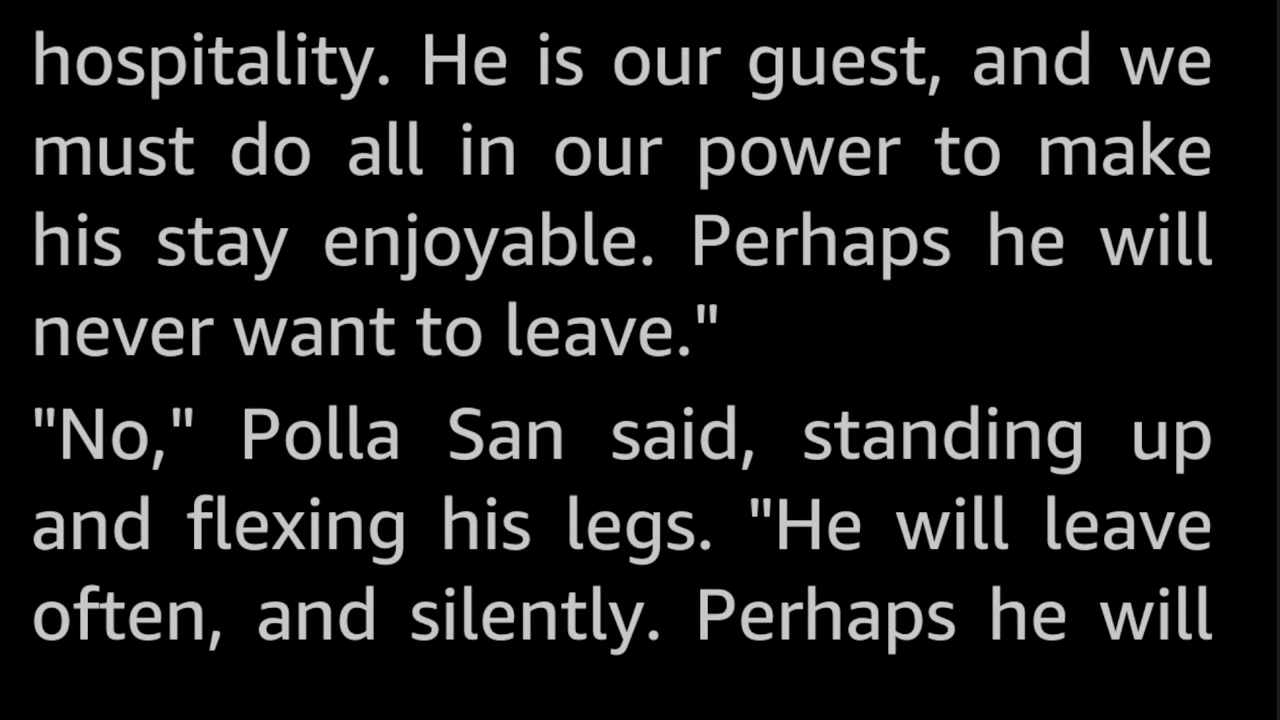 hospitality. He is our guest, and we
must do all in our power to make
his stay enjoyable. Perhaps he will
never want to leave."
"No," Polla San said, standing up
and flexing his legs. "He will leave
often, and silently. Perhaps he will